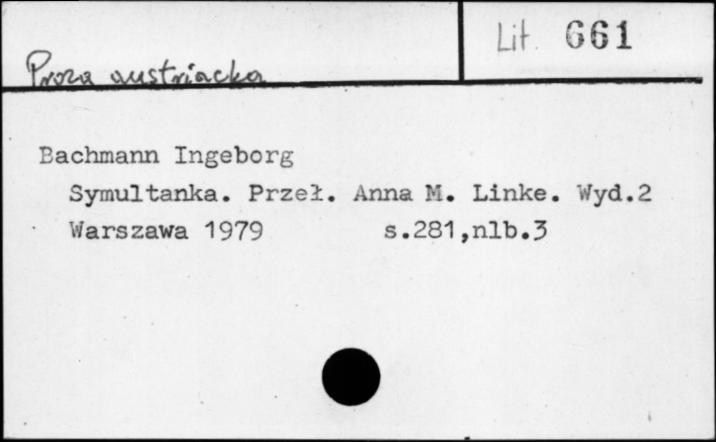 Proza austriacka
Lit 661
Bachmann Ingeborg
Symultanka. Przeł. Anna M. Linke. Wyd.2
Warszawa 1979 s.281,nlb.3